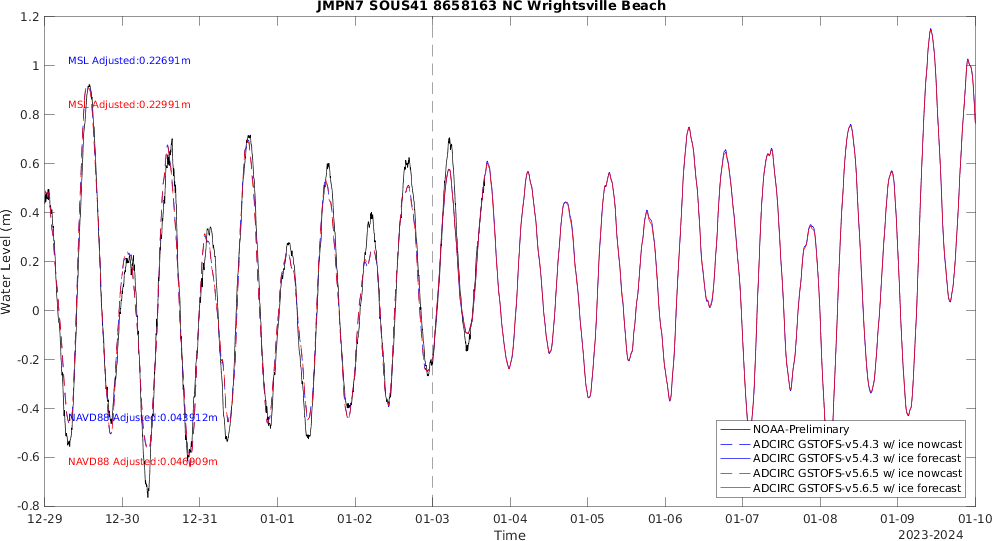 JMPN7 SOUS41 8658163 NC Wrightsville Beach
1.2
1
0.8
0.6
0.4
0.2
0
-0.2
-0.4
-0.6
-0.8
Water Level (m)
MSL Adjusted:0.22691m
MSL Adjusted:0.22991m
NAVD88 Adjusted:0.043912m
NAVD88 Adjusted:0.046909m
NOAA-Preliminary
ADCIRC GSTOFS-v5.4.3 w/ ice nowcast
ADCIRC GSTOFS-v5.4.3 w/ ice forecast
ADCIRC GSTOFS-v5.6.5 w/ ice nowcast
ADCIRC GSTOFS-v5.6.5 w/ ice forecast
12-29 12-30 12-31 01-01 01-02 01-03 01-04 01-05 01-06 01-07 01-08 01-09 01-10
Time
2023-2024